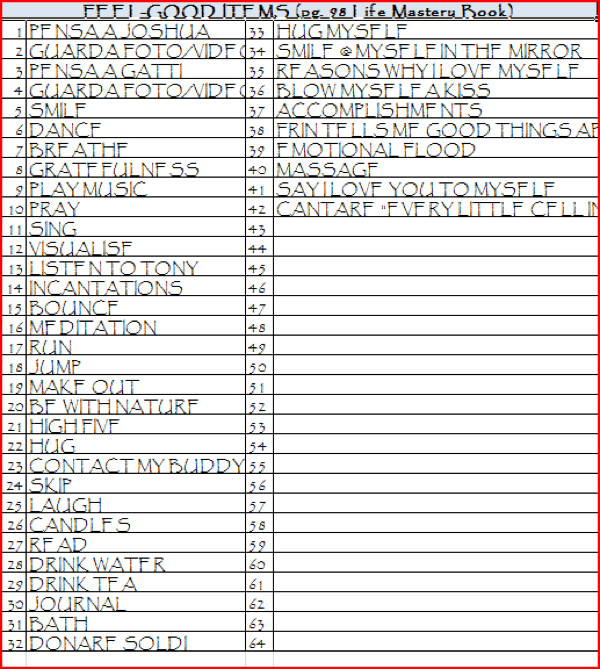 FEEL-GOOD ITEMS (pg. 98 Life Mastery Book)
1 PENSA A JOSHUA
2 GUARDA FOTO/VIDEO
3 PENSA A GATTI
4 GUARDA FOTO/VIDEO
5 SMILE
6 DANCE
7 BREATHE
8 GRATEFULNESS
9 PLAY MUSIC
10 PRAY
11 SING
12 VISUALISE
13 LISTEN TO TONY
14 INCANTATIONS
15 BOUNCE
16 MEDITATION
17 RUN
18 JUMP
19 MAKE OUT
20 BE WITH NATURE
21 HIGH FIVE
22 HUG
23 CONTACT MY BUDDY
24 SKIP
25 LAUGH
26 CANDLES
27 READ
28 DRINK WATER
29 DRINK TEA
30 JOURNAL
31 BATH
32 DONARE SOLDI
33 HUG MYSELF
34 SMILE @ MYSELF IN THE MIRROR
35 REASONS WHY I LOVE MYSELF
36 BLOW MYSELF A KISS
37 ACCOMPLISHMENTS
38 ERIN TELLS ME GOOD THINGS
39 EMOTIONAL FLOOD
40 MASSAGE
41 SAY I LOVE YOU TO MYSELF
42 CANTARE "EVERY LITTLE CELL IN
43
44
45
46
47
48
49
50
51
52
53
54
55
56
57
58
59
60
61
62
63
64